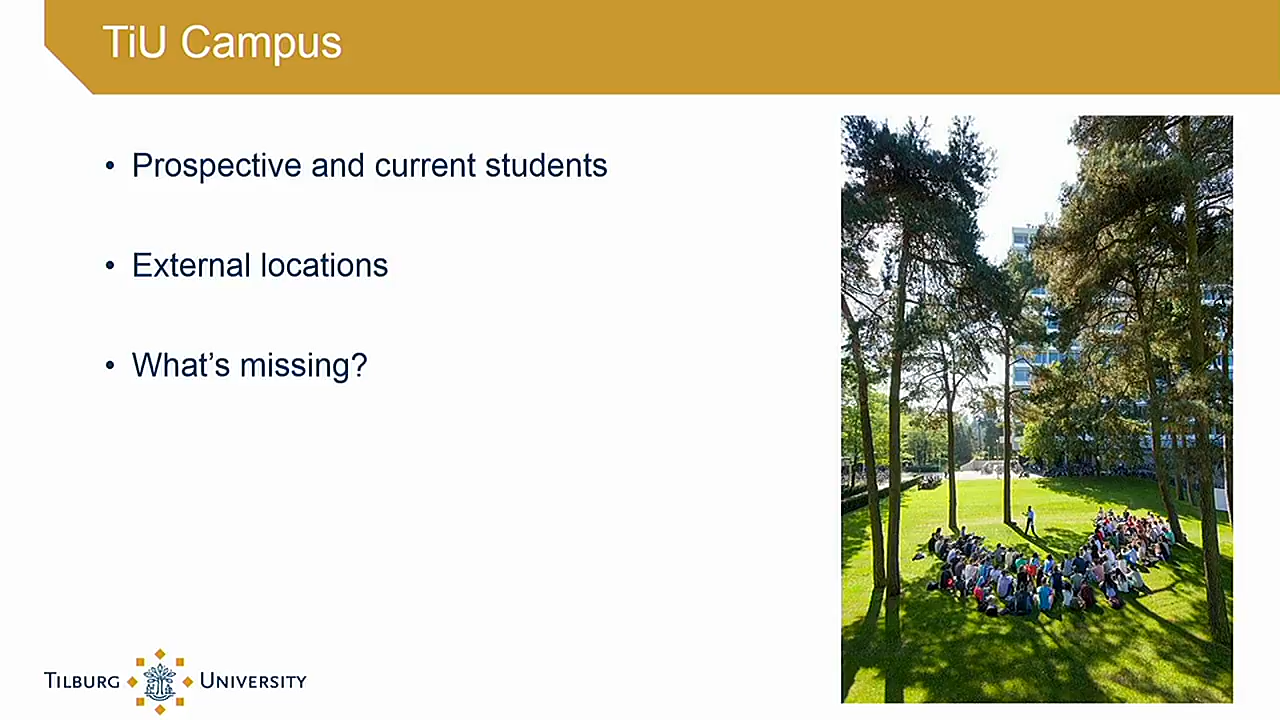 TiU Campus
• Prospective and current students
• External locations
• What’s missing?
TILBURG UNIVERSITY